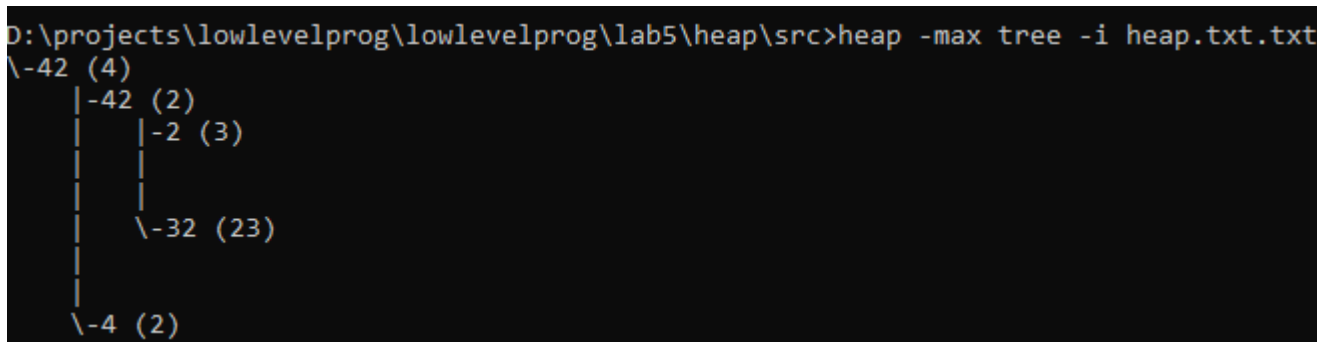 D:\projects\lowlevelprog\lowlevelprog\lab5\heap\src>heap -max tree -i heap.txt.txt
\-42 (4)
    |-42 (2)
    |   |-2 (3)
    |   |
    |   |
    |   \-32 (23)
    |
    |
    \-4 (2)